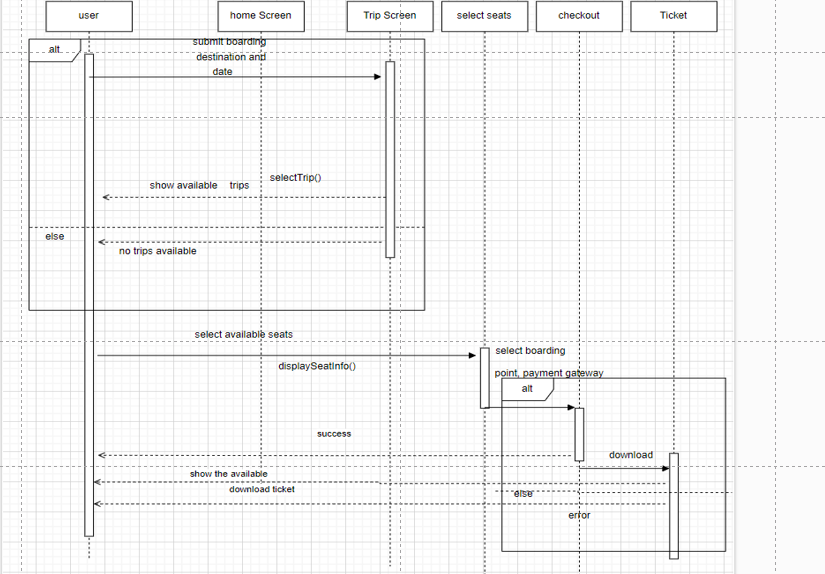 user
home Screen
Trip Screen
select seats
checkout
Ticket
alt
submit boarding
destination and
date
selectTrip()
show available trips
else
no trips available
select available seats
select boarding
displaySeatInfo()
point, payment gateway
alt
success
download
show the available
download ticket
else
error